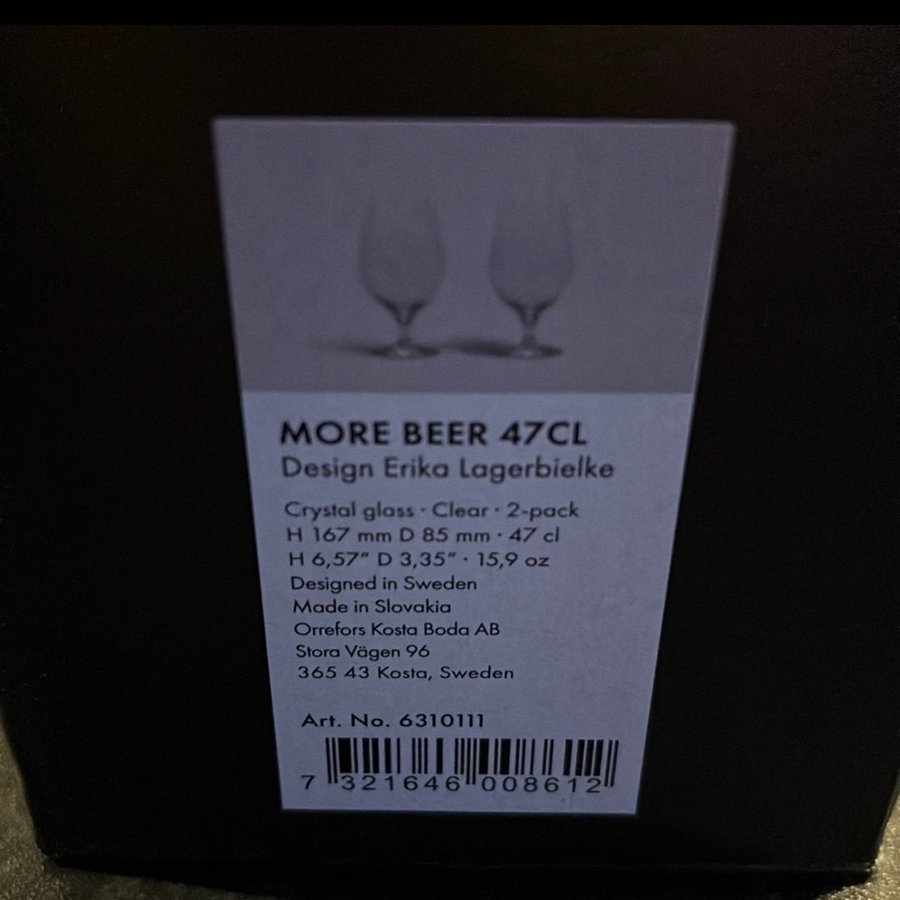 MORE BEER 47CL
Design Erika Lagerbielke
Crystal glass · Clear · 2-pack
H 167 mm D 85 mm · 47 cl
H 6,57" D 3,35" · 15,9 oz
Designed in Sweden
Made in Slovakia
Orrefors Kosta Boda AB
Stora Vägen 96
365 43 Kosta, Sweden
Art. No. 6310111
7 321646 008612